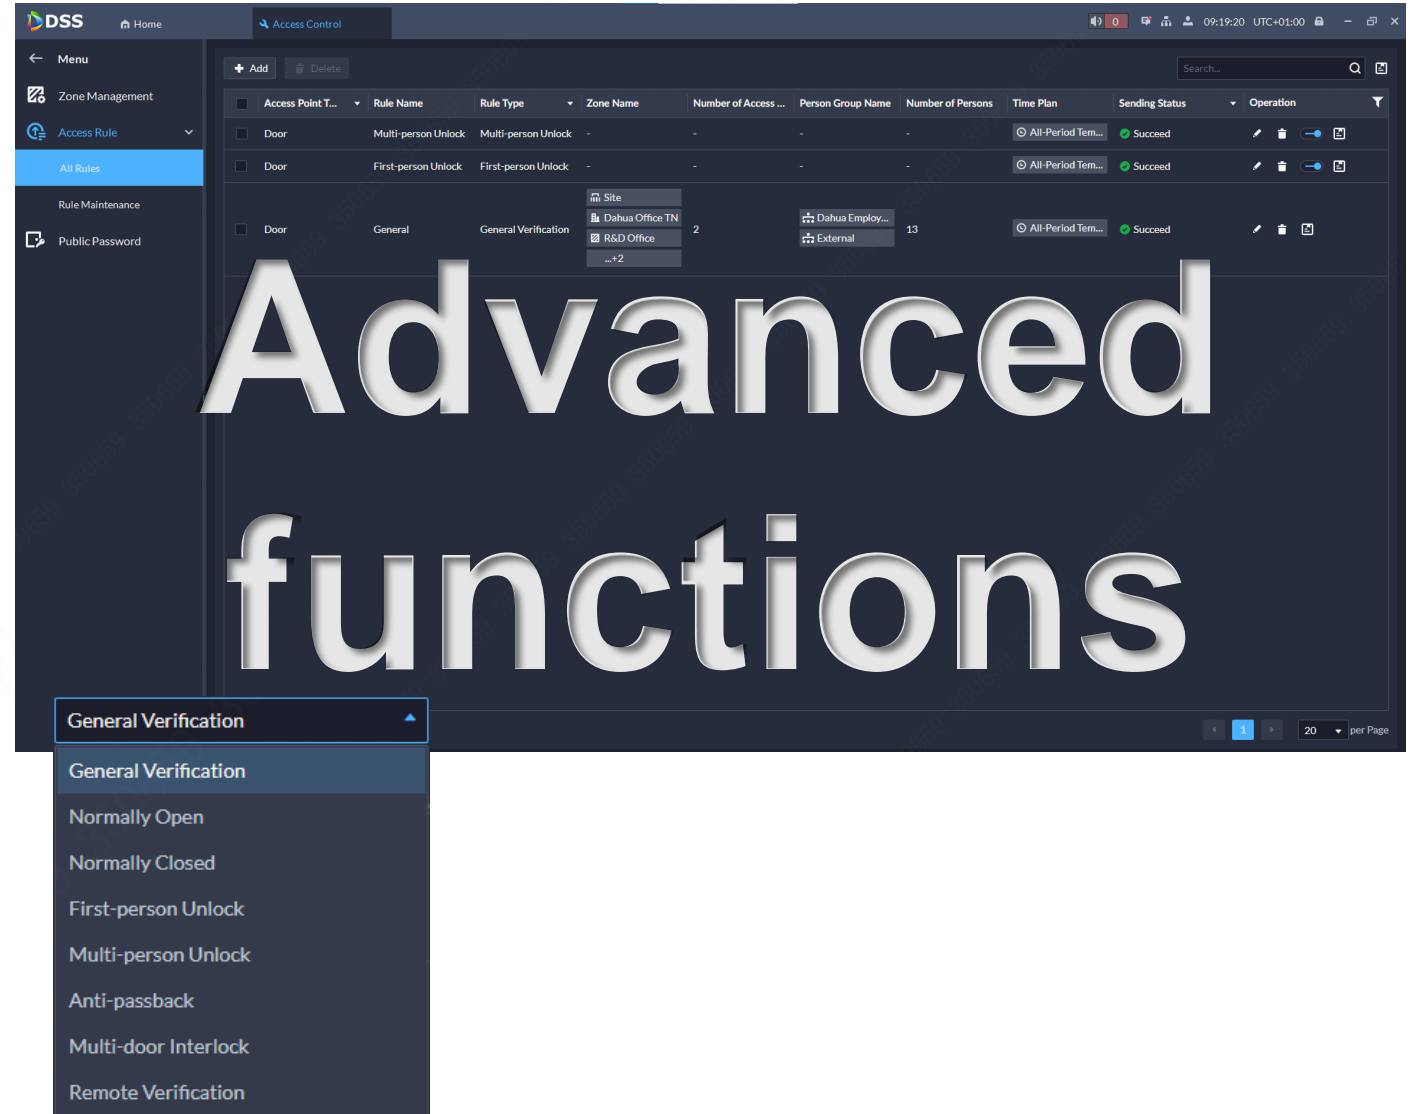 DSS Home Access Control 0 09:19:20 UTC+01:00
Menu
Add Delete Search...
Zone Management
Access Point T... Rule Name Rule Type Zone Name Number of Access ... Person Group Name Number of Persons Time Plan Sending Status Operation
Access Rule
Door Multi-person Unlock Multi-person Unlock - - - - All-Period Tem... Succeed
All Rules
Door First-person Unlock First-person Unlock - - - - All-Period Tem... Succeed
Rule Maintenance
Public Password
Door General General Verification 2 13 All-Period Tem... Succeed
Site
Dahua Office TN
R&D Office
...+2
Dahua Employ...
External
Advanced
functions
1 20 per Page
General Verification
General Verification
Normally Open
Normally Closed
First-person Unlock
Multi-person Unlock
Anti-passback
Multi-door Interlock
Remote Verification